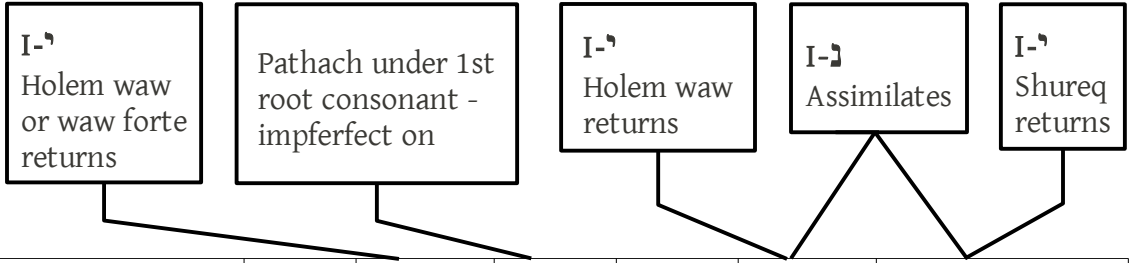 I-י
Holem waw
or waw forte
returns
Pathach under 1st
root consonant -
impferfect on
I-י
Holem waw
returns
I-נ
Assimilates
I-י
Shureq
returns